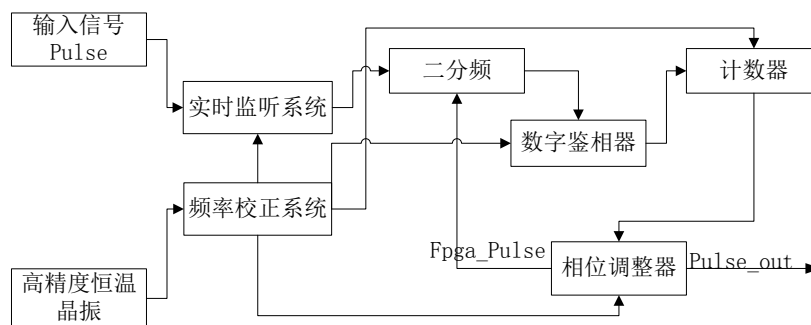 输入信号
Pulse
实时监听系统
二分频
计数器
数字鉴相器
频率校正系统
Fpga_Pulse
相位调整器
Pulse_out
高精度恒温
晶振